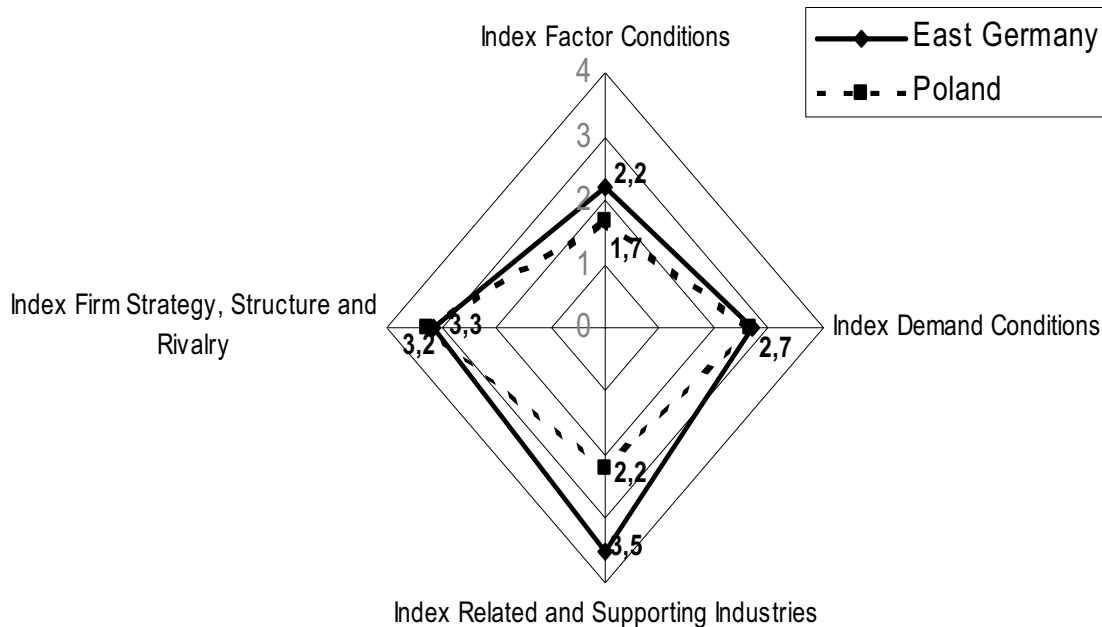 Index Factor Conditions
East Germany
Poland
4
3
2,2
2
1,7
1
Index Firm Strategy, Structure and
Rivalry
3,3
3,2
0
2,7
Index Demand Conditions
2,2
3,5
Index Related and Supporting Industries